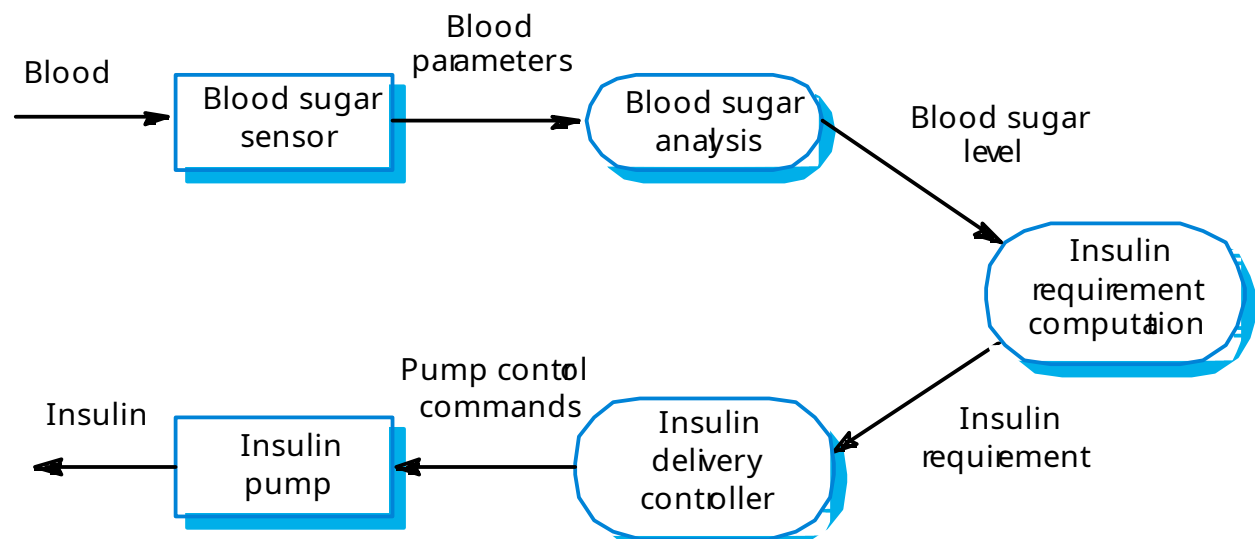 Blood
Blood sugar
sensor
Blood
parameters
Blood sugar
analysis
Blood sugar
level
Insulin
requirement
computation
Insulin
requirement
Insulin
delivery
controller
Pump control
commands
Insulin
pump
Insulin